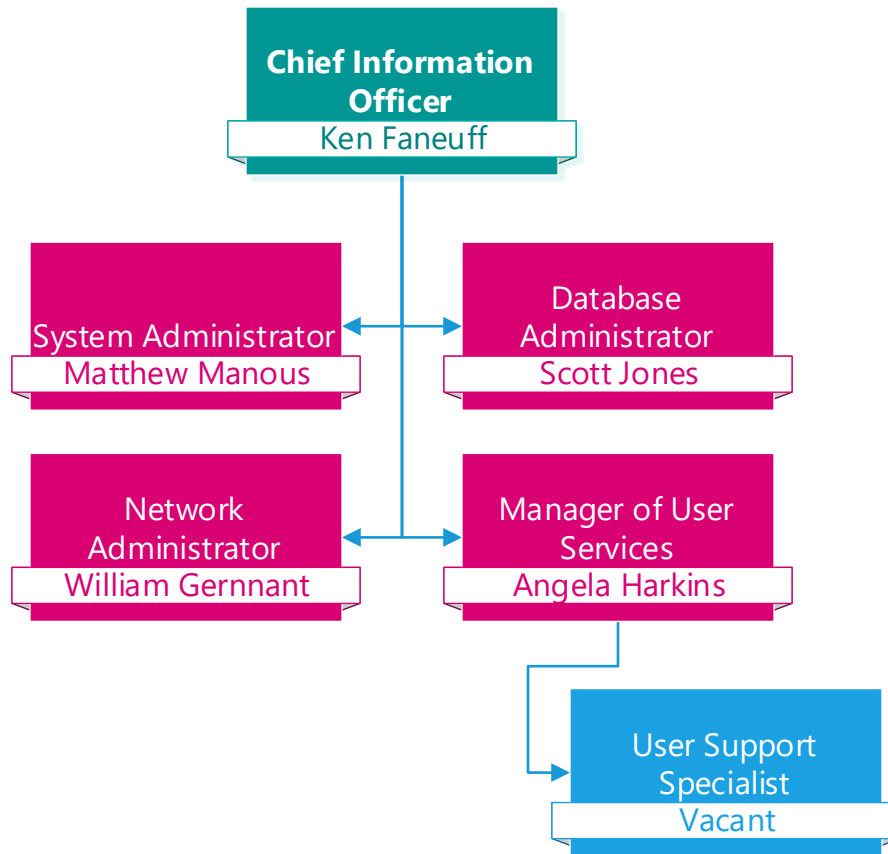 Chief Information
Officer
Ken Faneuff
System Administrator
Matthew Manous
Database
Administrator
Scott Jones
Network
Administrator
William Gernnant
Manager of User
Services
Angela Harkins
User Support
Specialist
Vacant